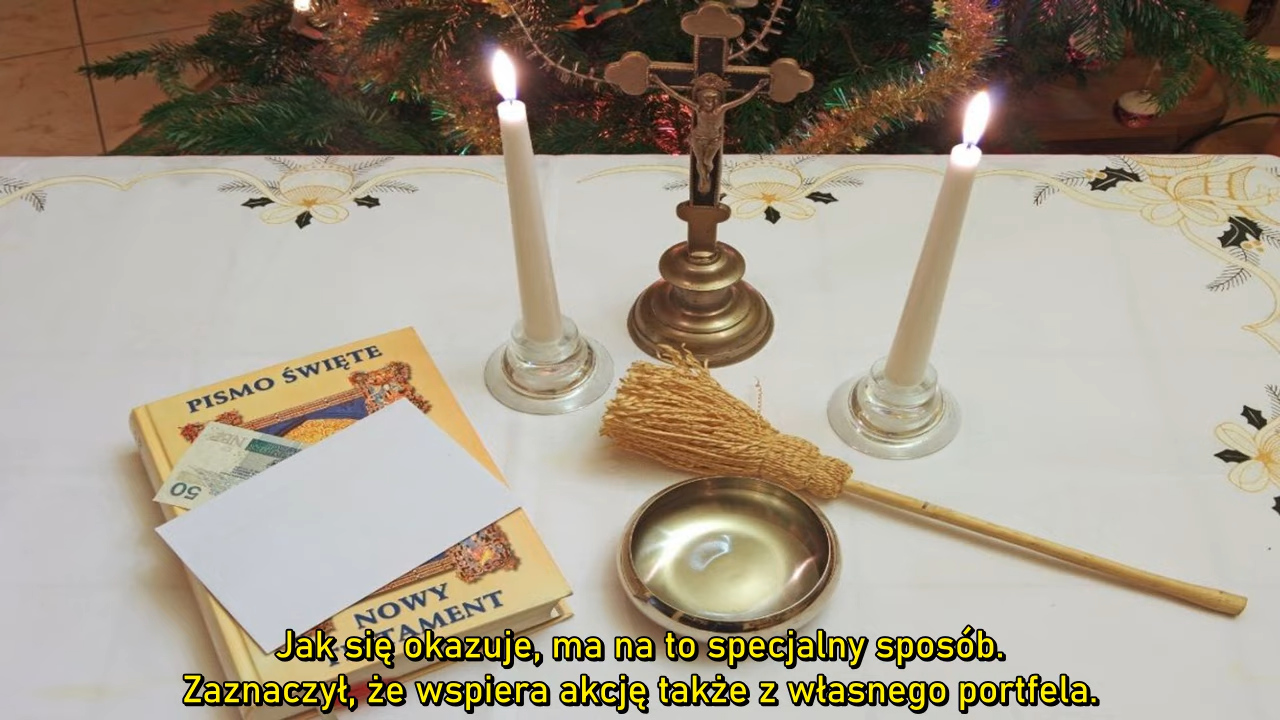 PISMO ŚWIĘTE
50
NOWY
TESTAMENT
Jak się okazuje, ma na to specjalny sposób.
Zaznaczył, że wspiera akcję także z własnego portfela.